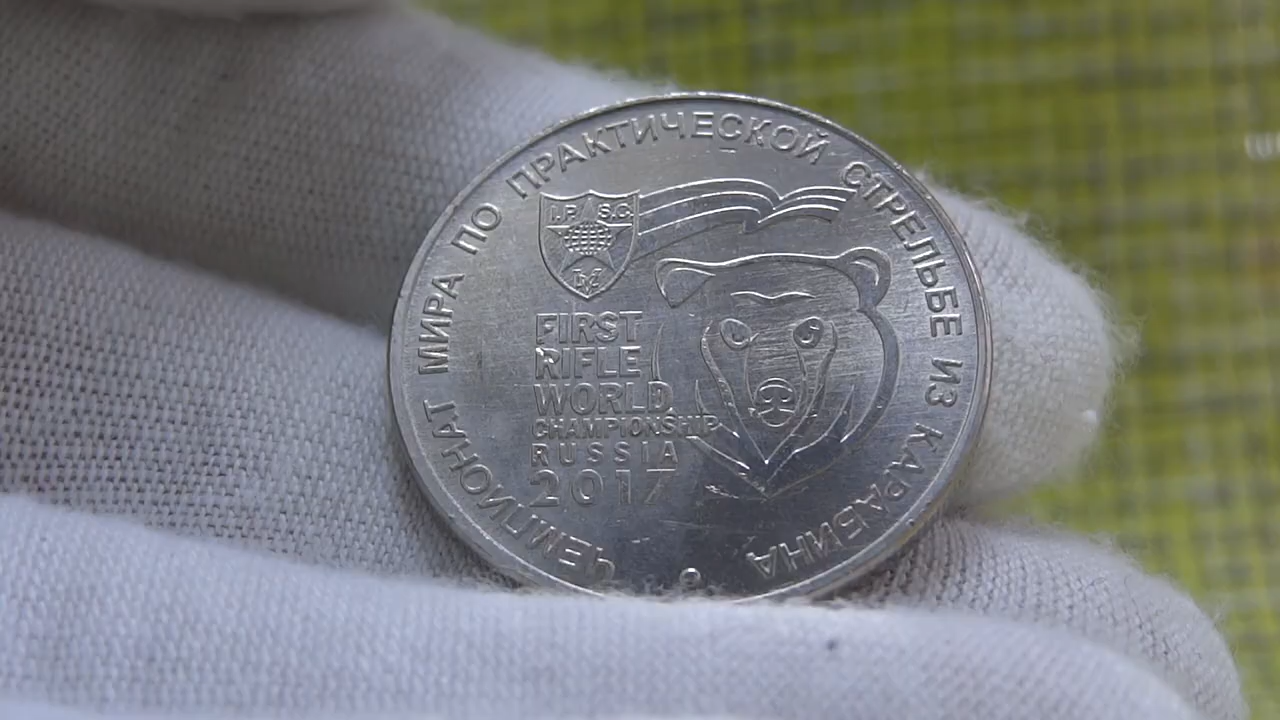 ЧЕМПИОНАТ МИРА ПО ПРАКТИЧЕСКОЙ СТРЕЛЬБЕ ИЗ КАРАБИНА
I.P.S.C.
FIRST
RIFLE
WORLD
CHAMPIONSHIP
RUSSIA
2017